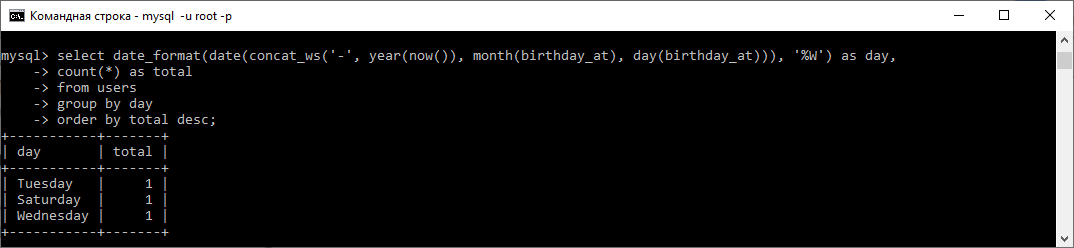 Командная строка - mysql -u root -p
mysql> select date_format(date(concat_ws('-', year(now()), month(birthday_at), day(birthday_at))), '%W') as day,
    -> count(*) as total
    -> from users
    -> group by day
    -> order by total desc;
+-----------+-------+
| day       | total |
+-----------+-------+
| Tuesday   |     1 |
| Saturday  |     1 |
| Wednesday |     1 |
+-----------+-------+